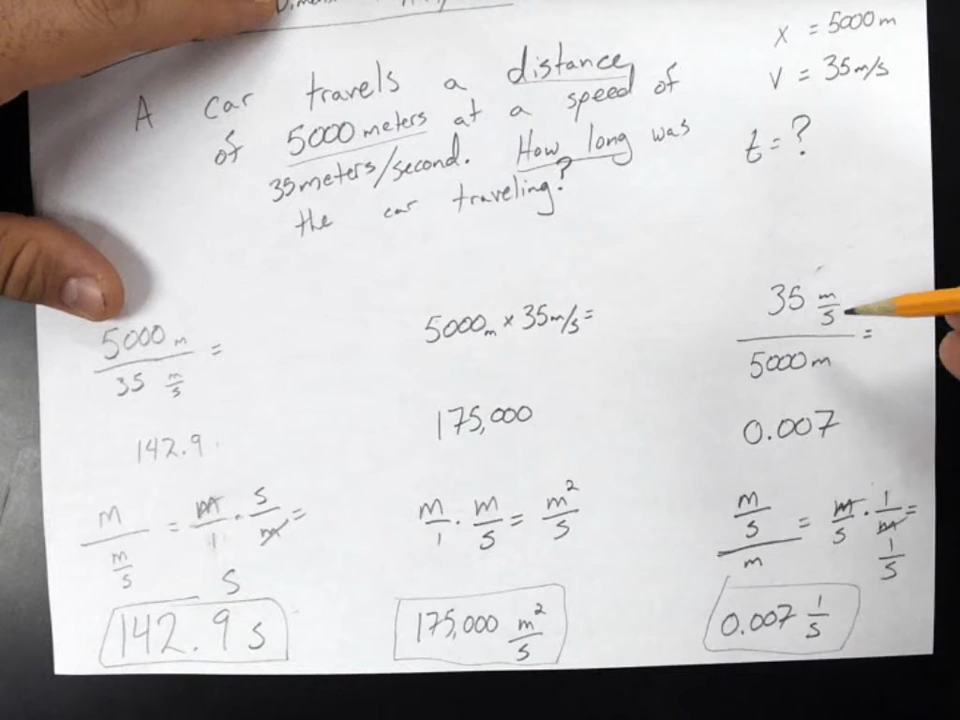 A car travels a distance
of 5000 meters at a speed of
35 meters/second. How long was
the car traveling?
x = 5000 m
v = 35 m/s
t = ?
5000 m / 35 m/s =
142.9
m / m/s = m/1 · s/m =
s
142.9 s
5000 m × 35 m/s =
175,000
m/1 · m/s = m²/s
175,000 m²/s
35 m/s / 5000 m =
0.007
m/s / m = m/s · 1/m =
1/s
0.007 1/s